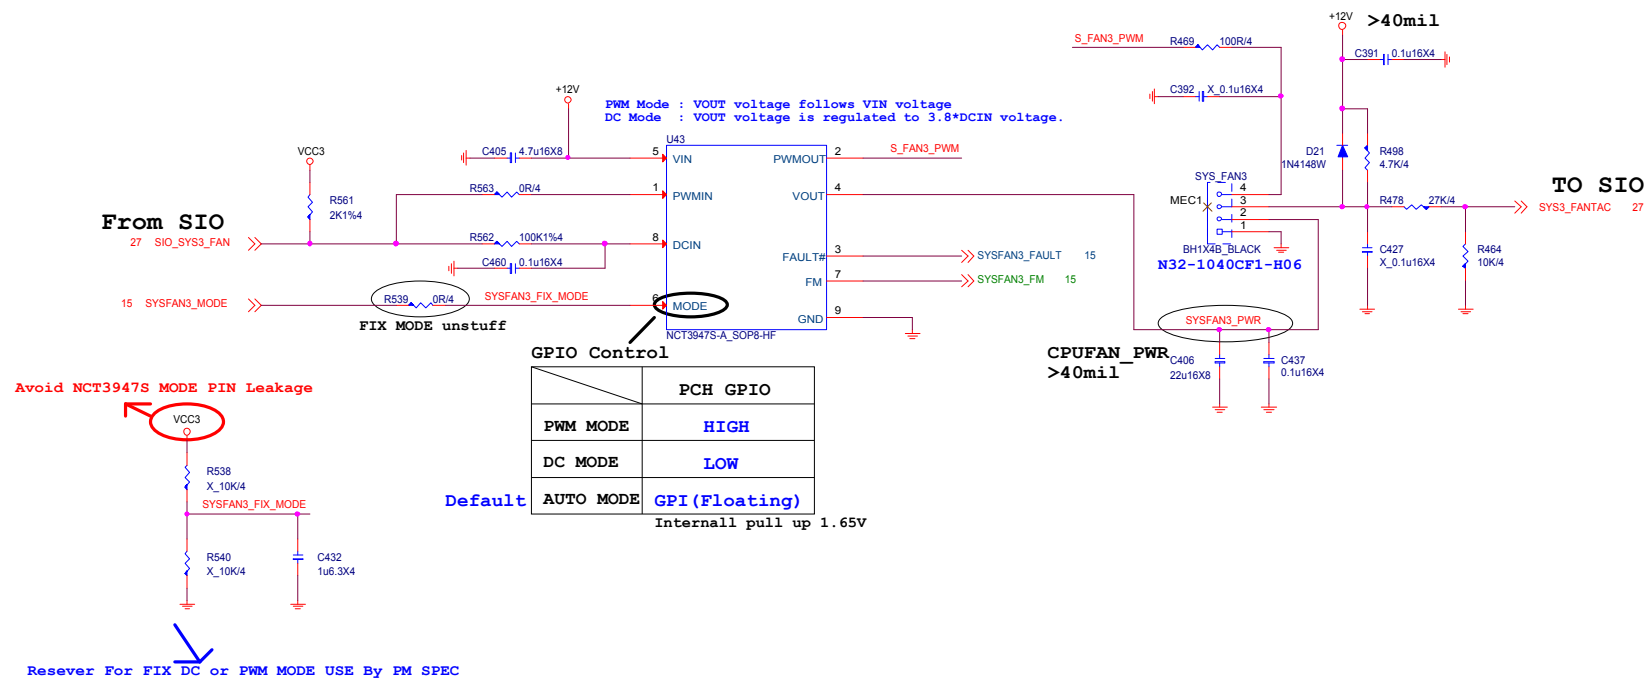 +12V
>40mil
S_FAN3_PWM
R469
100R/4
C391
0.1u16X4
C392
X_0.1u16X4
+12V
PWM Mode : VOUT voltage follows VIN voltage
DC Mode  : VOUT voltage is regulated to 3.8*DCIN voltage.
U43
VCC3
C405
4.7u16X8
5
VIN
PWMOUT
2
S_FAN3_PWM
D21
1N4148W
R498
4.7K/4
R561
2K1%4
R563
0R/4
1
PWMIN
VOUT
4
SYS_FAN3
MEC1
4
3
2
1
R478
27K/4
TO SIO
SYS3_FANTAC
27
From SIO
27
SIO_SYS3_FAN
R562
100K1%4
8
DCIN
C460
0.1u16X4
FAULT#
3
SYSFAN3_FAULT
15
BH1X4B_BLACK
N32-1040CF1-H06
C427
X_0.1u16X4
R464
10K/4
FM
7
SYSFAN3_FM
15
15
SYSFAN3_MODE
R539
0R/4
SYSFAN3_FIX_MODE
6
MODE
FIX MODE unstuff
GND
9
NCT3947S-A_SOP8-HF
SYSFAN3_PWR
CPUFAN_PWR
>40mil
C406
22u16X8
C437
0.1u16X4
GPIO Control
PCH GPIO
PWM MODE
HIGH
DC MODE
LOW
Default
AUTO MODE
GPI(Floating)
Internall pull up 1.65V
Avoid NCT3947S MODE PIN Leakage
VCC3
R538
X_10K/4
SYSFAN3_FIX_MODE
R540
X_10K/4
C432
1u6.3X4
Resever For FIX DC or PWM MODE USE By PM SPEC